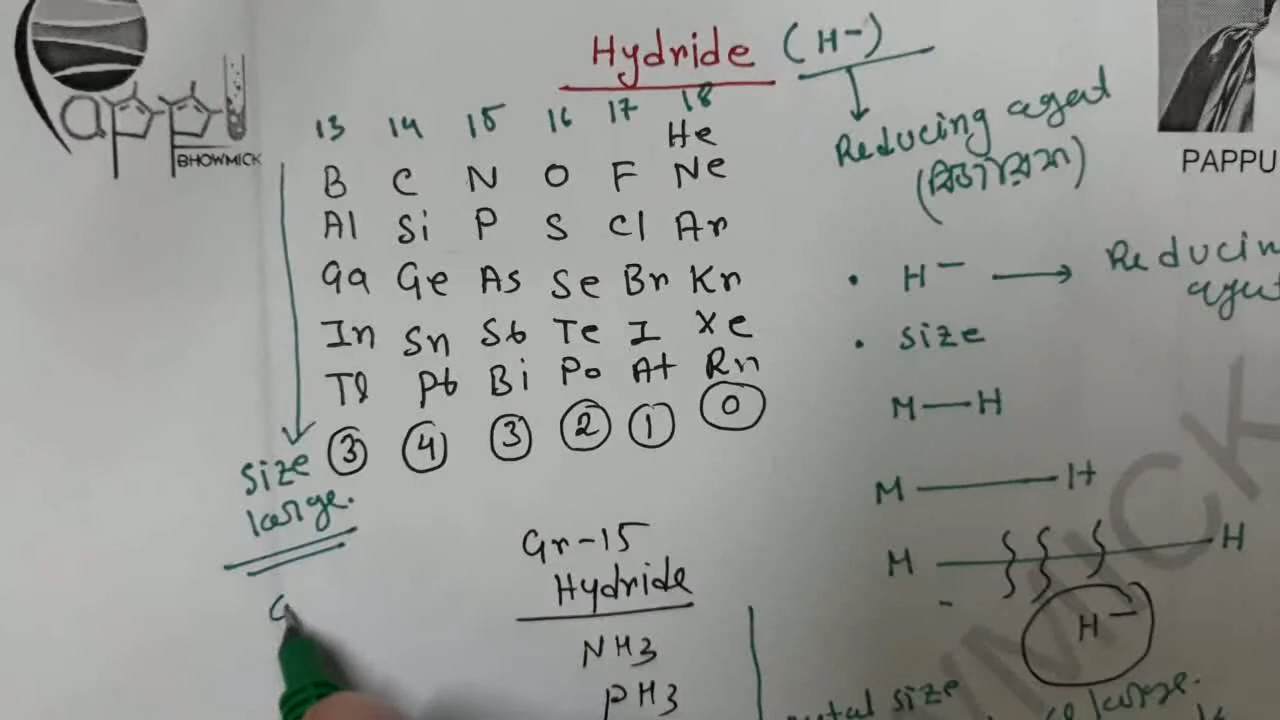 Hydride (H-)
BHOWMICK
13 14 15 16 17 18
He
B C N O F Ne
Al Si P S Cl Ar
Ga Ge As Se Br Kr
In Sn Sb Te I Xe
Tl Pb Bi Po At Rn
3 4 3 2 1 0
size
large.
Gr-15
Hydride
NH3
PH3
Reducing agent
(বিজারক)
PAPPU
• H- → Reducin
• size
M—H
M—H
M—H
H-
size
large.